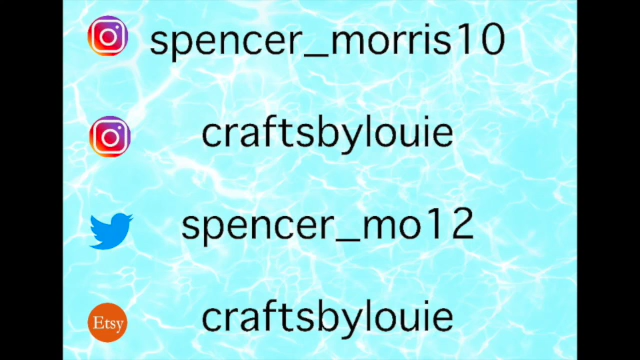 spencer_morris10
craftsbylouie
spencer_mo12
Etsy
craftsbylouie